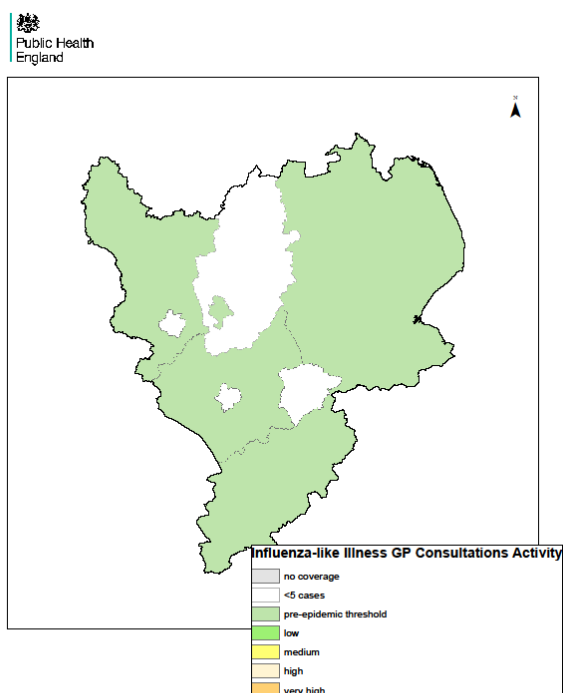 Public Health
England
Influenza-like Illness GP Consultations Activity
no coverage
<5 cases
pre-epidemic threshold
low
medium
high
very high